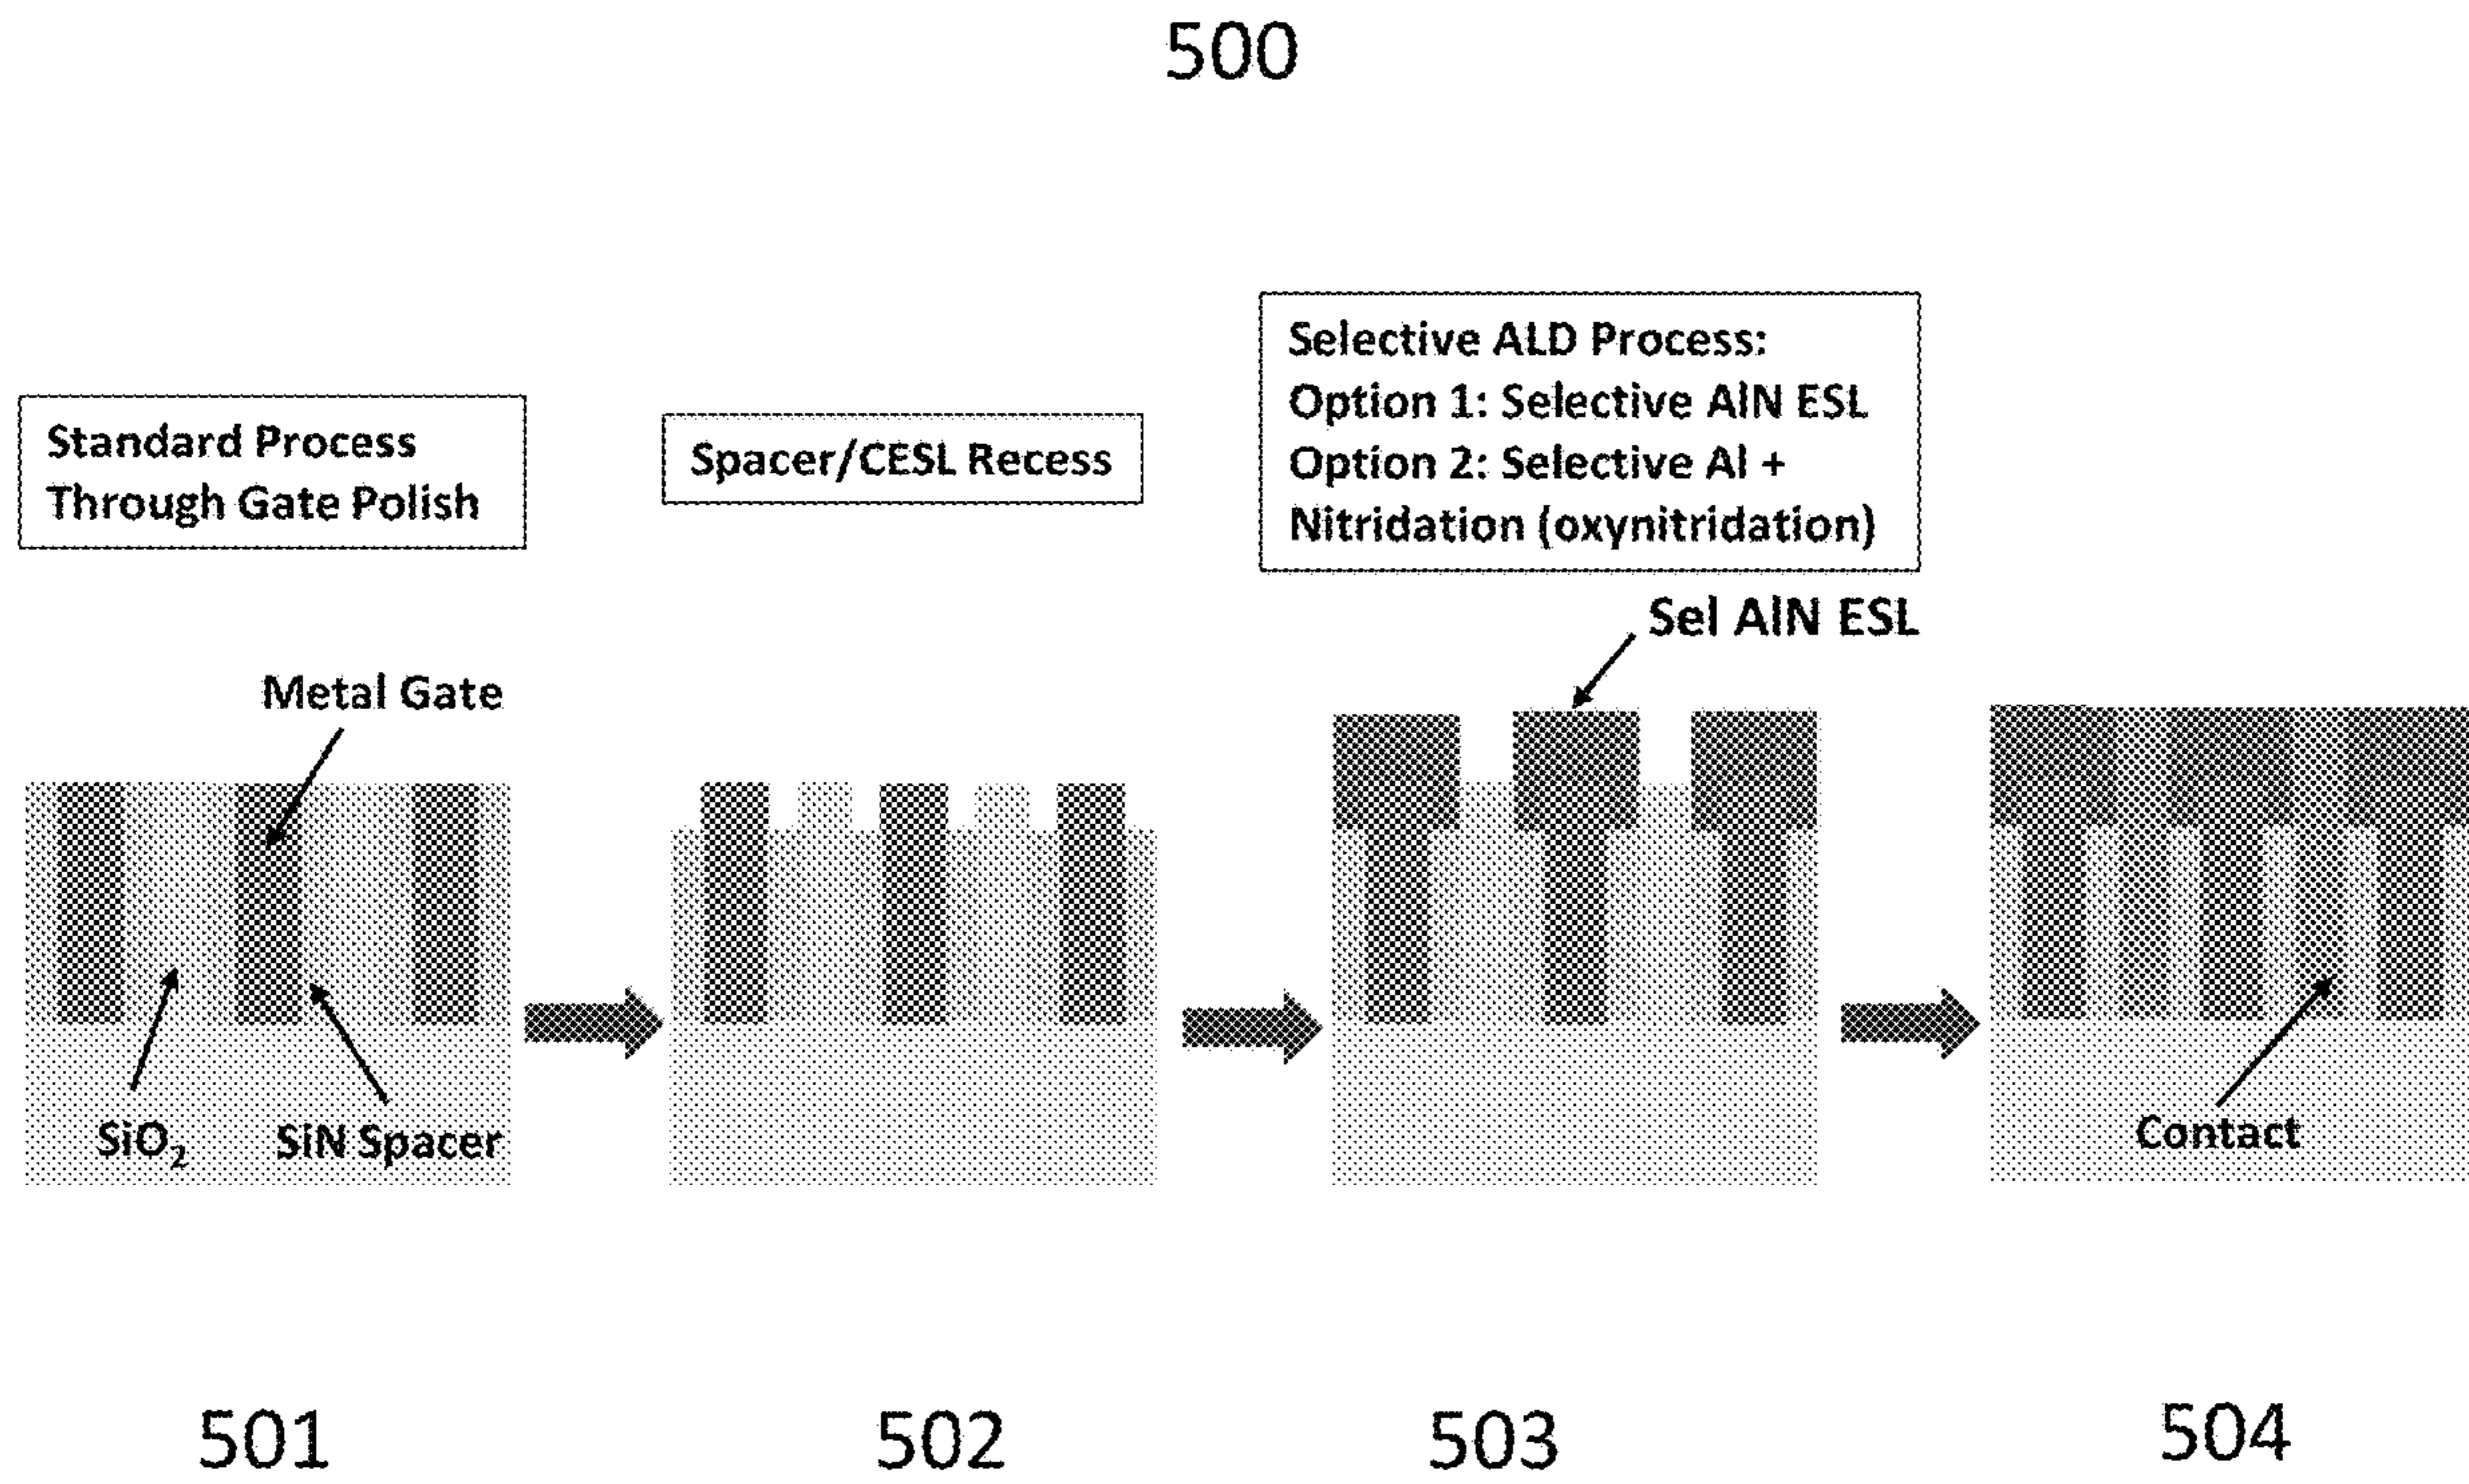 500
Standard Process
Through Gate Polish
Spacer/CESL Recess
Selective ALD Process:
Option 1: Selective AlN ESL
Option 2: Selective Al +
Nitridation (oxynitridation)
Sel AlN ESL
Metal Gate
SiO₂
SiN Spacer
Contact
501
502
503
504